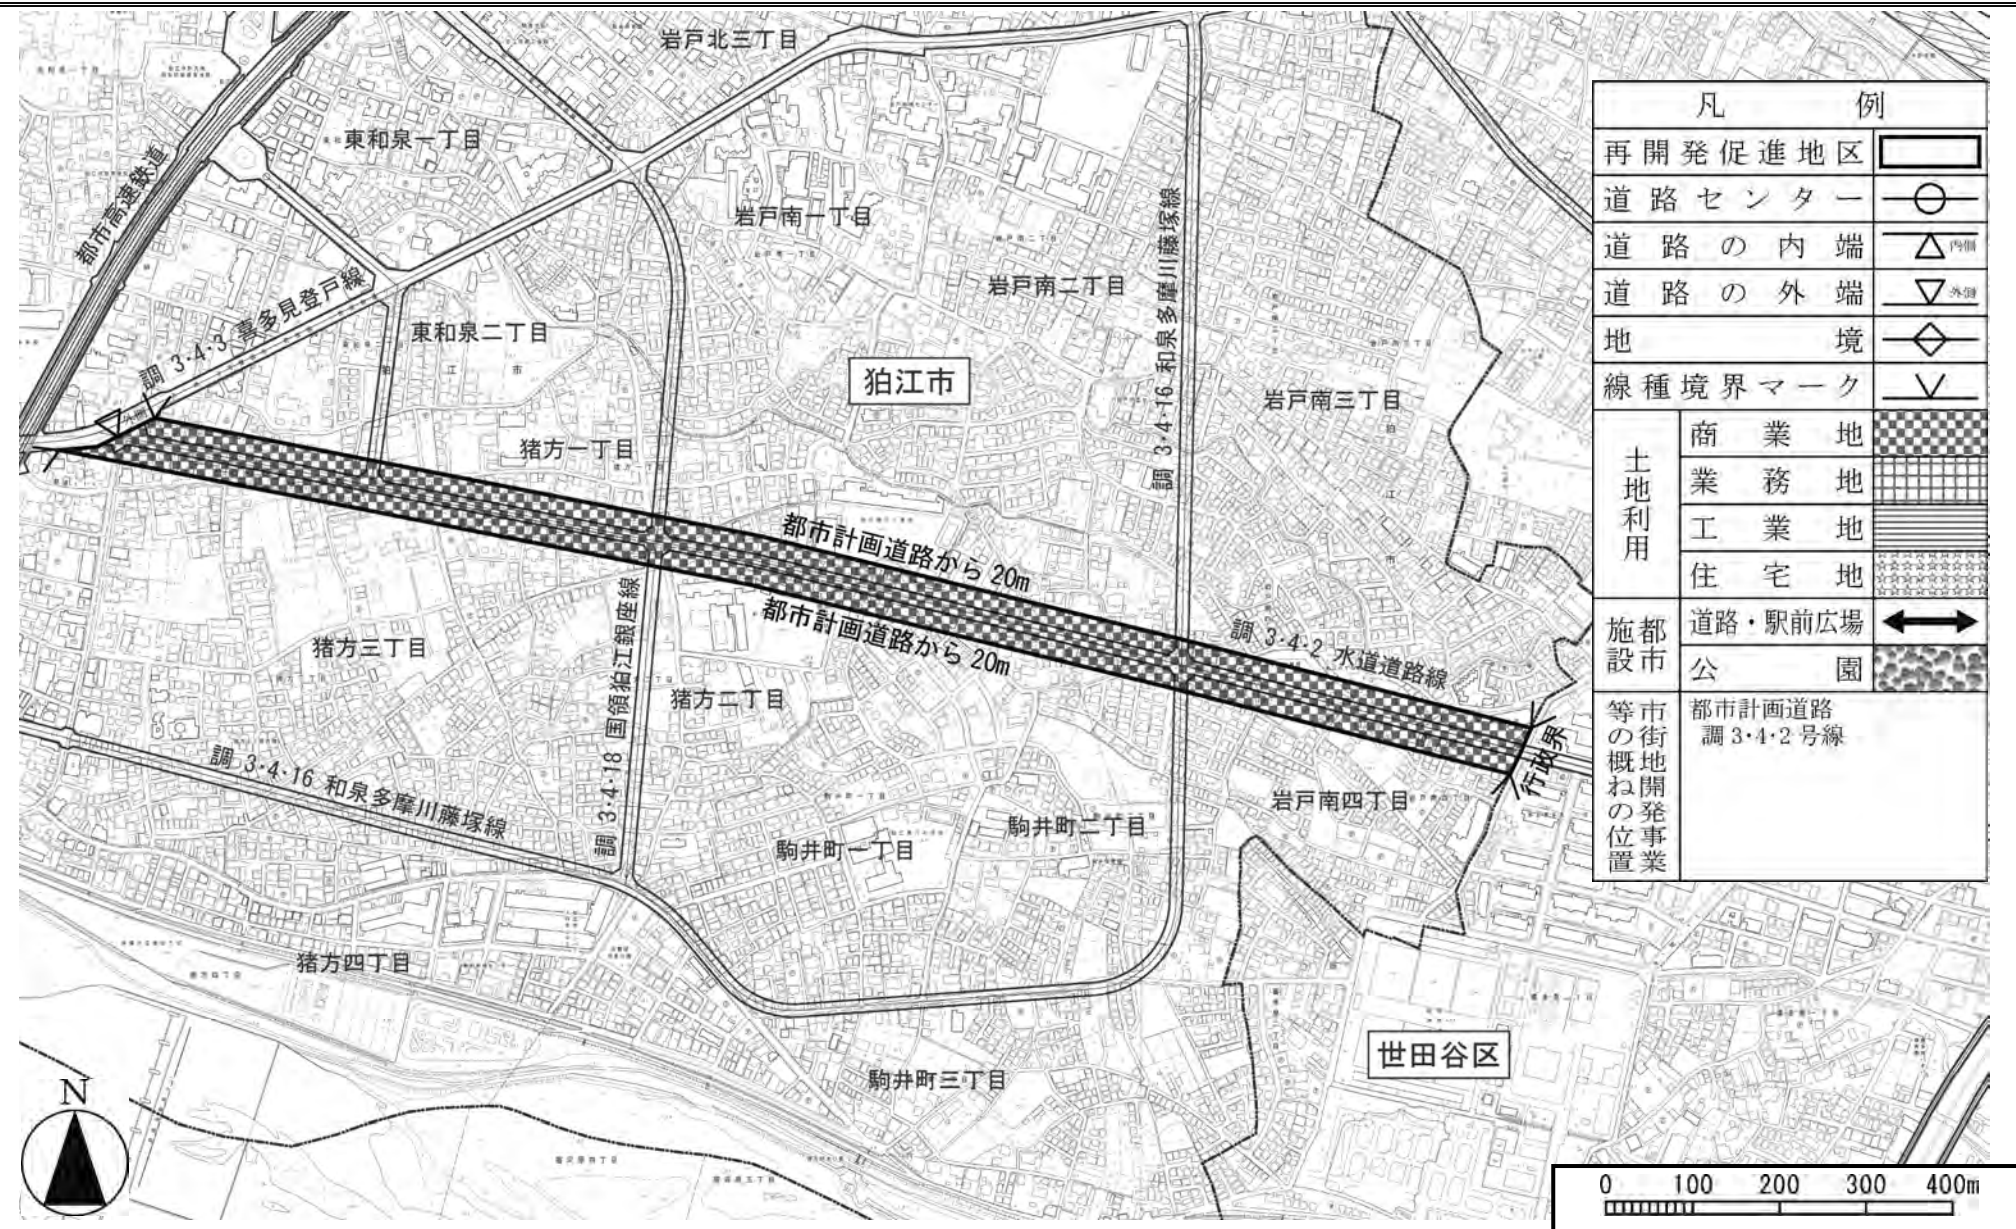 岩戸北三丁目
東和泉一丁目
都市高速鉄道
岩戸南一丁目
岩戸南二丁目
調 3・4・16 和泉多摩川藤塚線
調 3・4・3 喜多見登戸線
外側
東和泉二丁目
狛江市
岩戸南三丁目
猪方一丁目
都市計画道路から 20m
都市計画道路から 20m
調 3・4・2 水道道路線
猪方三丁目
猪方二丁目
調 3・4・18 国領狛江銀座線
調 3・4・16 和泉多摩川藤塚線
行政界
岩戸南四丁目
駒井町一丁目
駒井町二丁目
猪方四丁目
駒井町三丁目
世田谷区
N
凡例
再開発促進地区
道路センター
道路の内端
内側
道路の外端
外側
地境
線種境界マーク
土地利用
商業地
業務地
工業地
住宅地
都市施設
道路・駅前広場
公園
市街地開発事業等の概ねの位置
都市計画道路
調 3・4・2 号線
0 100 200 300 400m